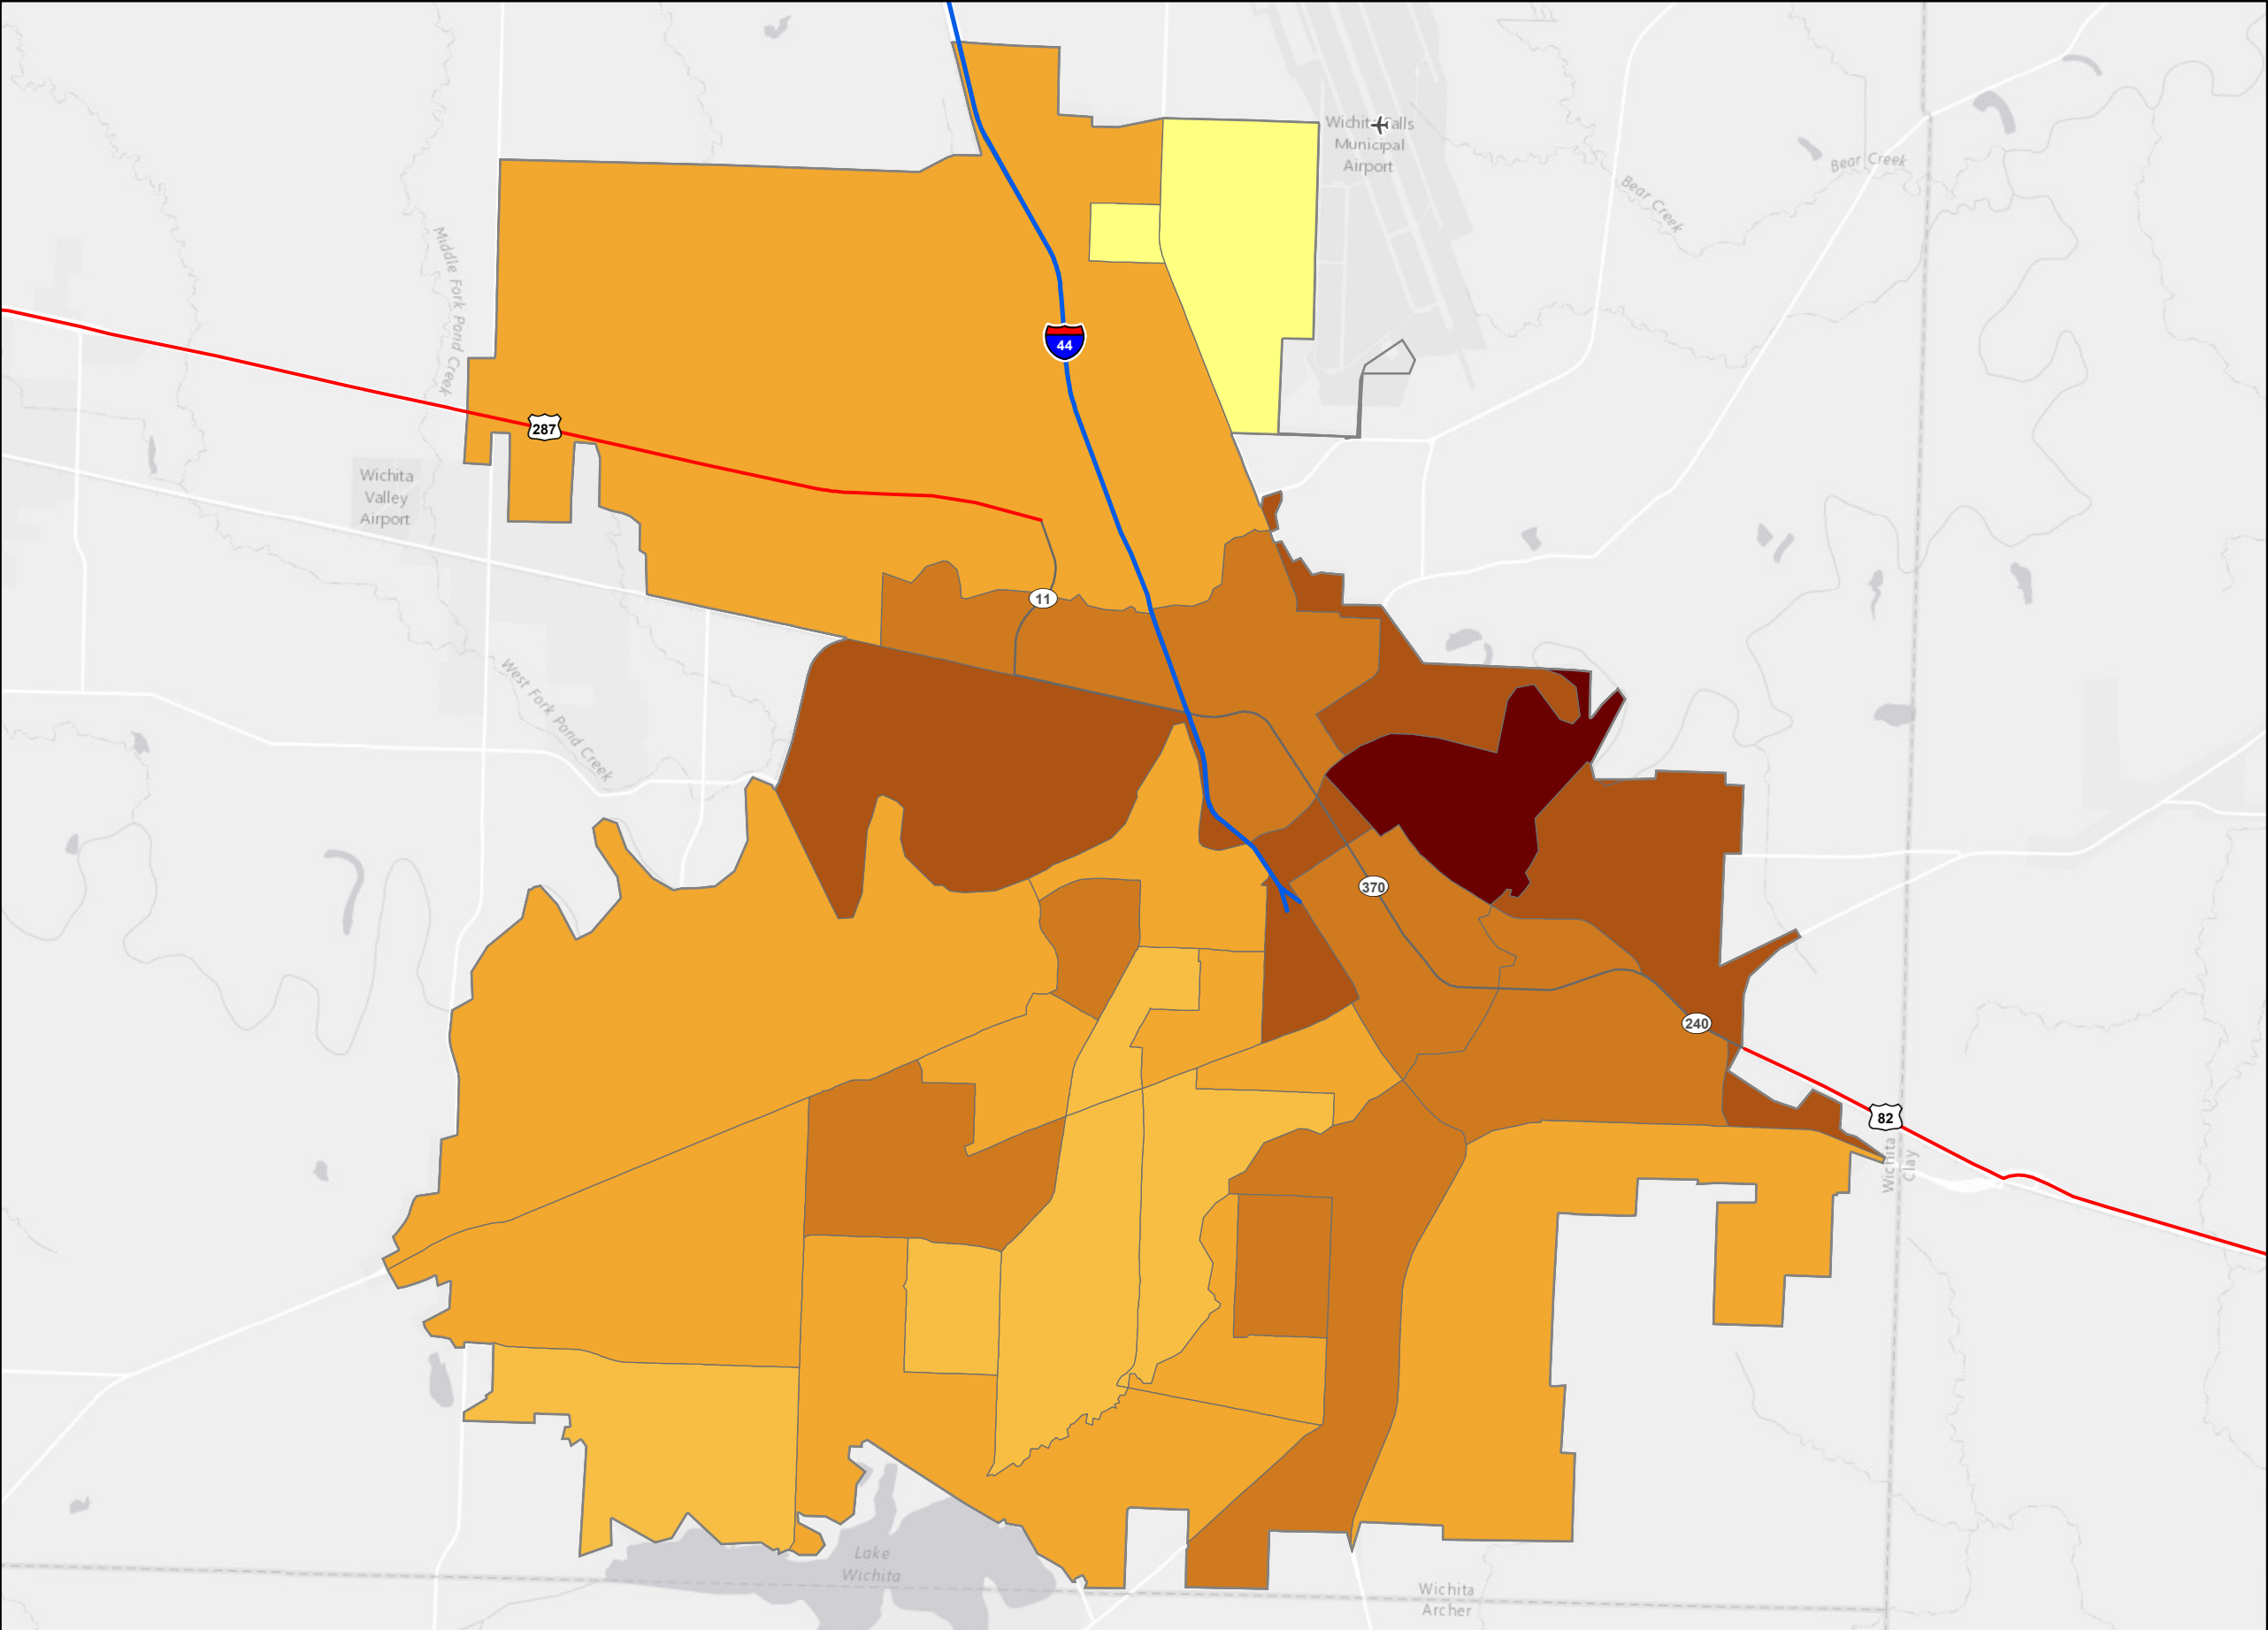 Wichita Falls
Municipal
Airport
Bear Creek
Bear Creek
Middle Fork Pond Creek
44
287
Wichita
Valley
Airport
11
West Fork Pond Creek
370
240
82
Wichita
Clay
Lake
Wichita
Wichita
Archer